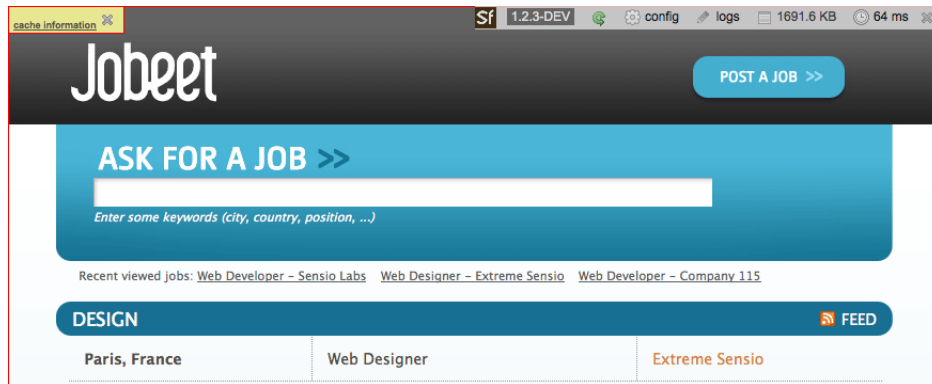 cache information
Sf 1.2.3-DEV config logs 1691.6 KB 64 ms
Jobeet
POST A JOB >>
ASK FOR A JOB >>
Enter some keywords (city, country, position, ...)
Recent viewed jobs: Web Developer – Sensio Labs Web Designer – Extreme Sensio Web Developer – Company 115
DESIGN FEED
Paris, France Web Designer Extreme Sensio